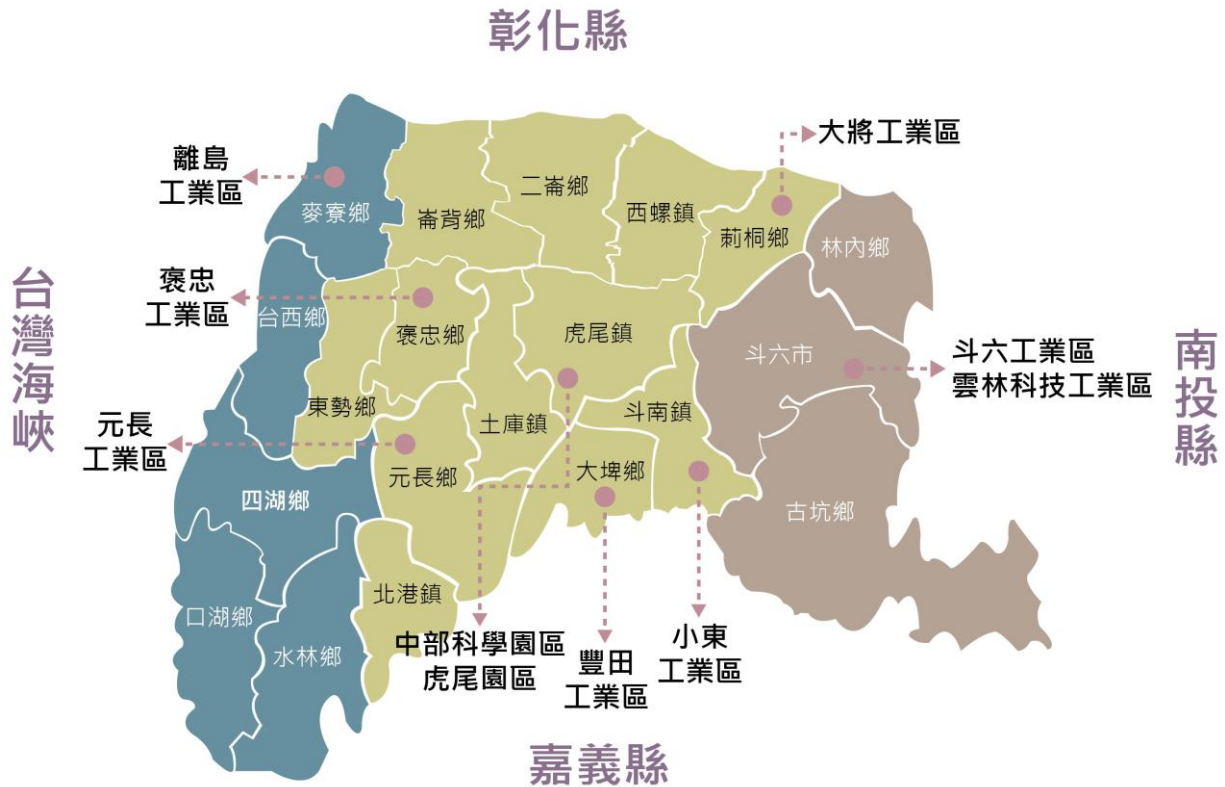 彰化縣
大將工業區
離島
工業區
麥寮鄉
崙背鄉
二崙鄉
西螺鎮
莿桐鄉
林內鄉
台灣海峽
褒忠
工業區
台西鄉
褒忠鄉
虎尾鎮
斗六市
斗六工業區
雲林科技工業區
南投縣
元長
工業區
東勢鄉
土庫鎮
斗南鎮
元長鄉
大埤鄉
四湖鄉
古坑鄉
口湖鄉
水林鄉
北港鎮
中部科學園區
虎尾園區
豐田
工業區
小東
工業區
嘉義縣